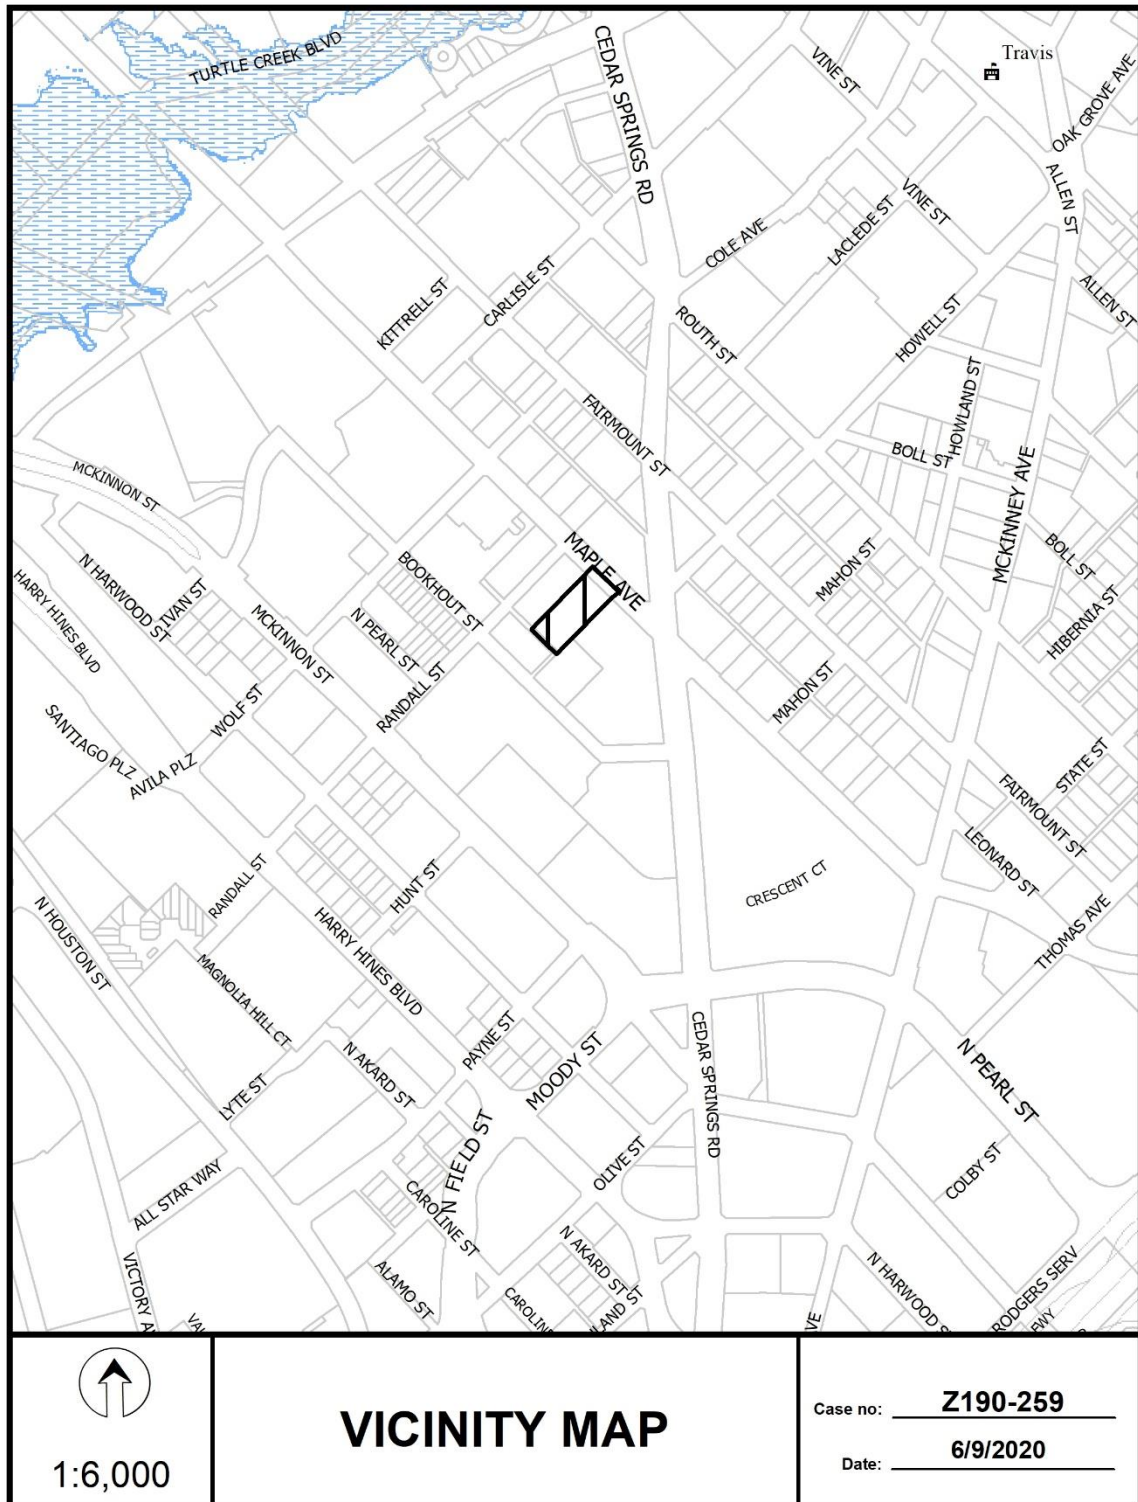 TURTLE CREEK BLVD
CEDAR SPRINGS RD
VINE ST
Travis
OAK GROVE AVE
ALLEN ST
VINE ST
LACLEDE ST
COLE AVE
ALLEN ST
KITTRELL ST
CARLISLE ST
ROUTH ST
HOWELL ST
HOWLAND ST
FAIRMOUNT ST
BOLL ST
MCKINNEY AVE
MCKINNON ST
MAPLE AVE
MAHON ST
BOLL ST
HIBERNIA ST
BOOKHOUT ST
N HARWOOD ST
IVAN ST
HARRY HINES BLVD
MCKINNON ST
N PEARL ST
RANDALL ST
WOLF ST
MAHON ST
SANTIAGO PLZ
AVILA PLZ
STATE ST
FAIRMOUNT ST
LEONARD ST
CRESCENT CT
HUNT ST
RANDALL ST
N HOUSTON ST
HARRY HINES BLVD
THOMAS AVE
MAGNOLIA HILL CT
PAYNE ST
MOODY ST
CEDAR SPRINGS RD
N PEARL ST
N AKARD ST
LYTE ST
N FIELD ST
OLIVE ST
COLBY ST
ALL STAR WAY
CAROLINE ST
N AKARD ST
ALAMO ST
N HARWOOD S
RODGERS SERV
VICTORY A
CAROLIN
LAND ST
VE
FWY
1:6,000
VICINITY MAP
Case no: Z190-259
Date: 6/9/2020